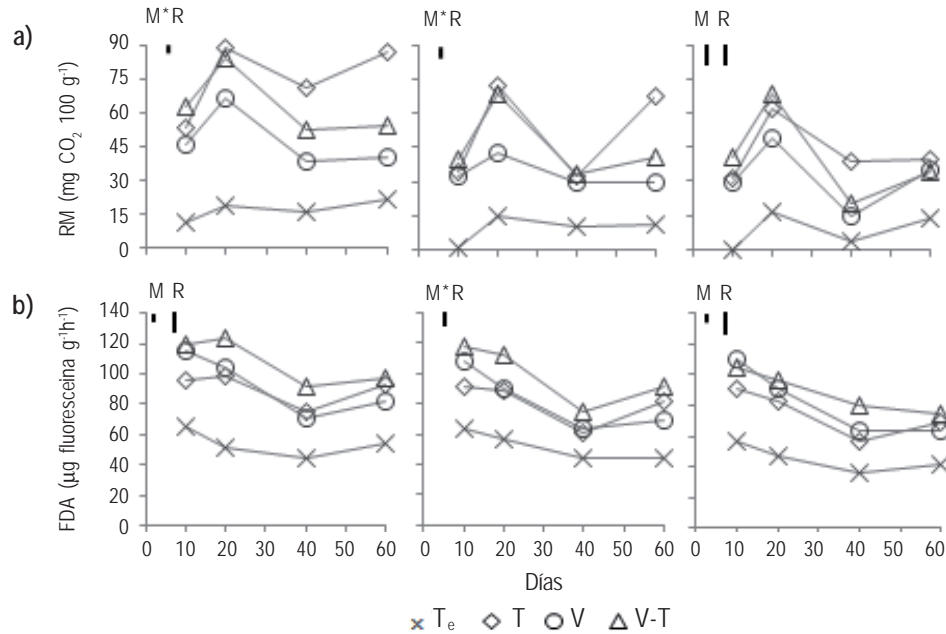 M*R M*R M R
a)
RM (mg CO₂ 100 g⁻¹)
90
75
60
45
30
15
0
M R M*R M R
b)
FDA (µg fluoresceina g⁻¹h⁻¹)
140
120
100
80
60
40
20
0
0 10 20 30 40 50 60 0 10 20 30 40 50 60 0 10 20 30 40 50 60
Días
Tₑ T V V-T